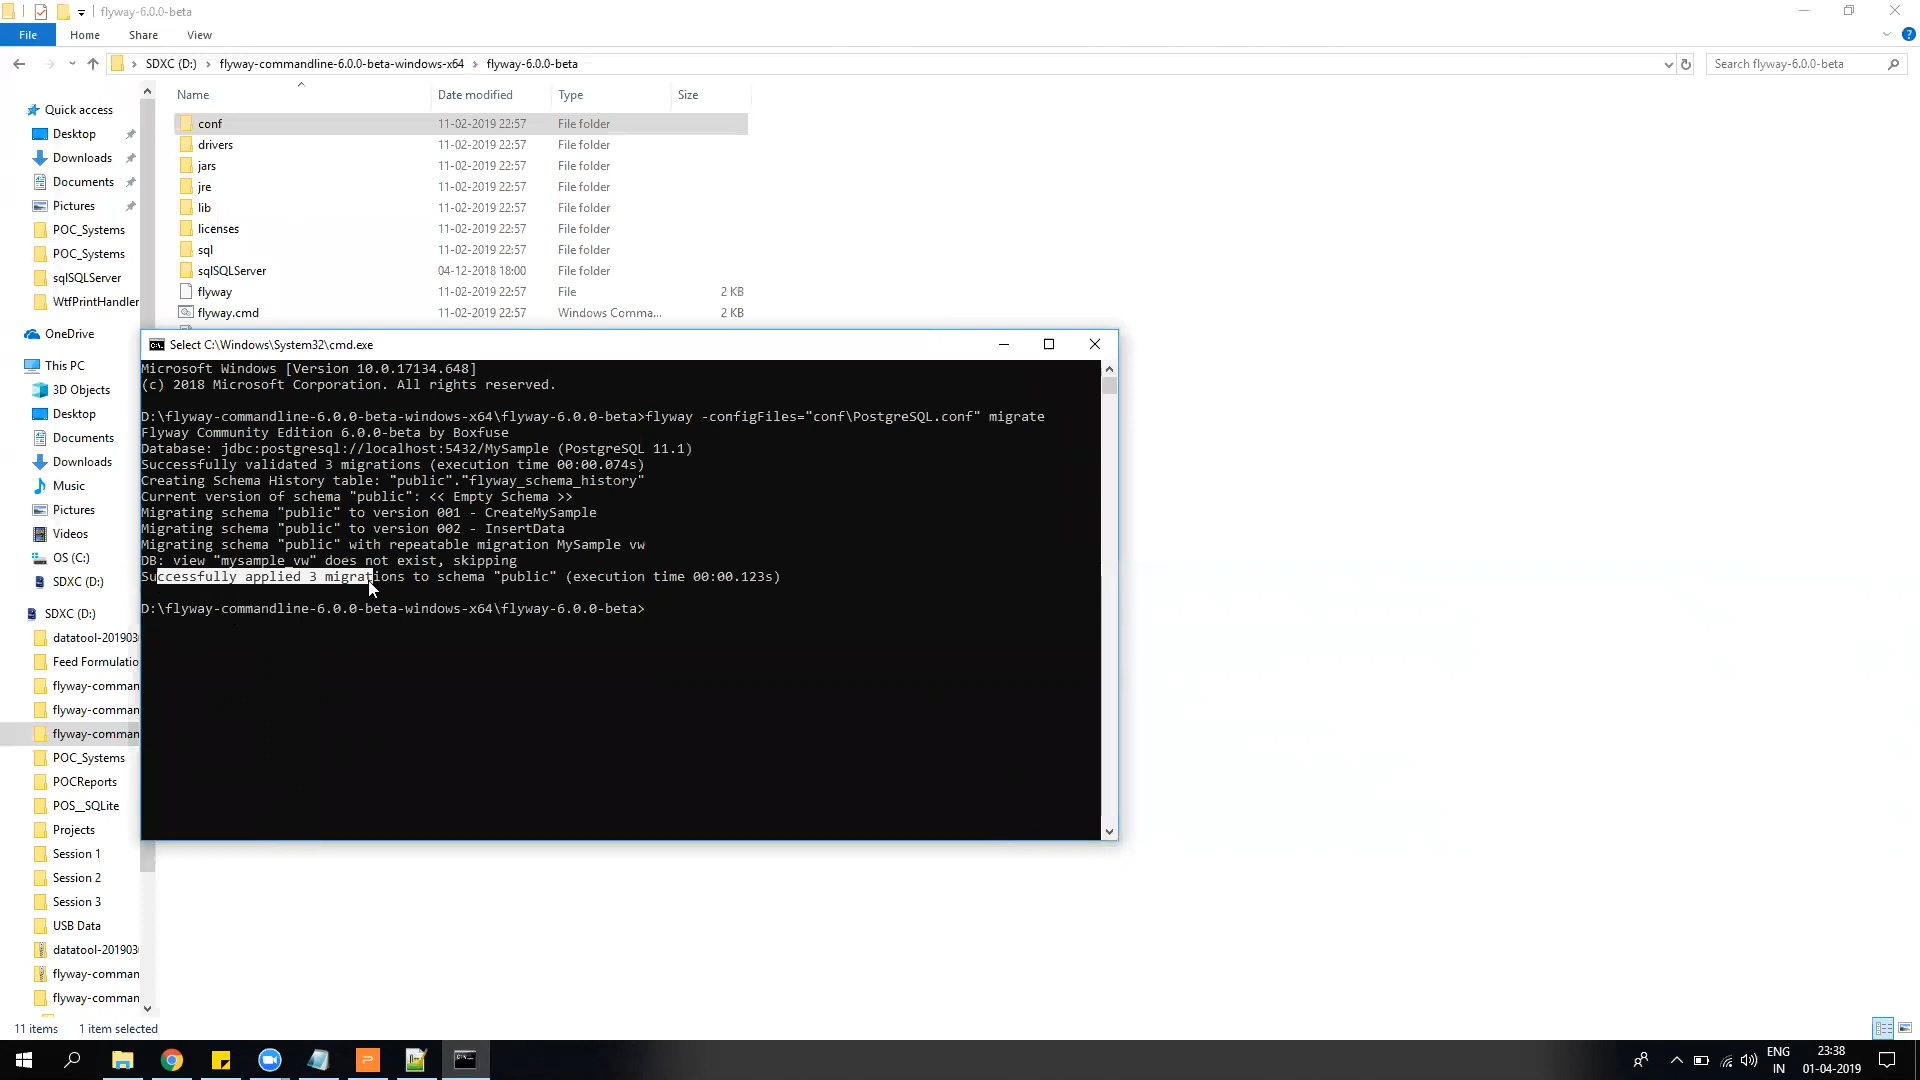 flyway-6.0.0-beta
File
Home
Share
View
SDXC (D:)
flyway-commandline-6.0.0-beta-windows-x64
flyway-6.0.0-beta
Search flyway-6.0.0-beta
Name
Date modified
Type
Size
Quick access
Desktop
Downloads
Documents
Pictures
POC_Systems
POC_Systems
sqlSQLServer
WtfPrintHandler
OneDrive
This PC
3D Objects
Desktop
Documents
Downloads
Music
Pictures
Videos
OS (C:)
SDXC (D:)
SDXC (D:)
datatool-201903
Feed Formulatio
flyway-comman
flyway-comman
flyway-comman
POC_Systems
POCReports
POS__SQLite
Projects
Session 1
Session 2
Session 3
USB Data
datatool-201903
flyway-comman
flyway-comman
conf 11-02-2019 22:57 File folder
drivers 11-02-2019 22:57 File folder
jars 11-02-2019 22:57 File folder
jre 11-02-2019 22:57 File folder
lib 11-02-2019 22:57 File folder
licenses 11-02-2019 22:57 File folder
sql 11-02-2019 22:57 File folder
sqlSQLServer 04-12-2018 18:00 File folder
flyway 11-02-2019 22:57 File 2 KB
flyway.cmd 11-02-2019 22:57 Windows Comma... 2 KB
Select C:\Windows\System32\cmd.exe
Microsoft Windows [Version 10.0.17134.648]
(c) 2018 Microsoft Corporation. All rights reserved.
D:\flyway-commandline-6.0.0-beta-windows-x64\flyway-6.0.0-beta>flyway -configFiles="conf\PostgreSQL.conf" migrate
Flyway Community Edition 6.0.0-beta by Boxfuse
Database: jdbc:postgresql://localhost:5432/MySample (PostgreSQL 11.1)
Successfully validated 3 migrations (execution time 00:00.074s)
Creating Schema History table: "public"."flyway_schema_history"
Current version of schema "public": << Empty Schema >>
Migrating schema "public" to version 001 - CreateMySample
Migrating schema "public" to version 002 - InsertData
Migrating schema "public" with repeatable migration MySample vw
DB: view "mysample_vw" does not exist, skipping
Successfully applied 3 migrations to schema "public" (execution time 00:00.123s)
D:\flyway-commandline-6.0.0-beta-windows-x64\flyway-6.0.0-beta>
11 items
1 item selected
ENG
IN
23:38
01-04-2019